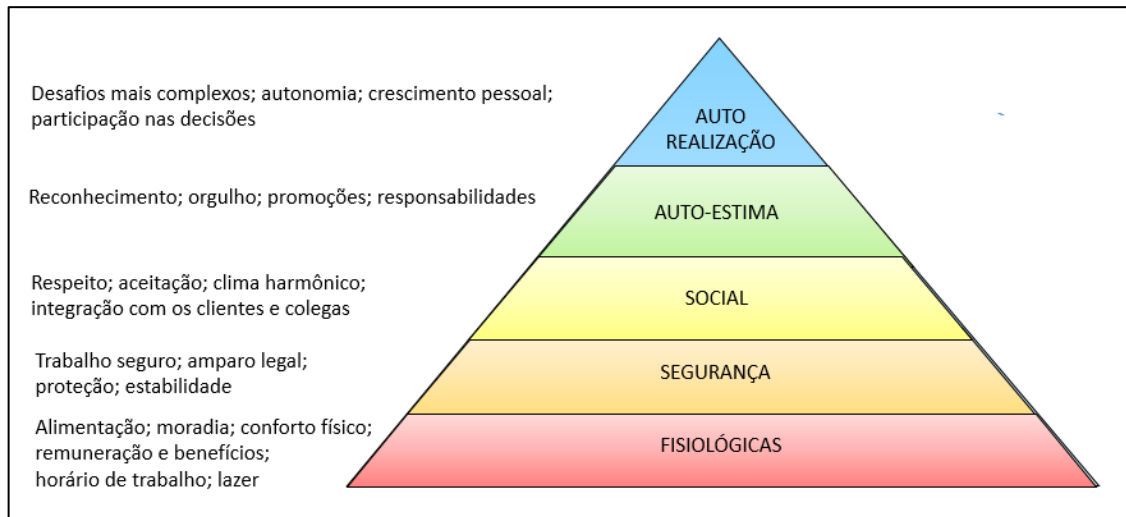 Desafios mais complexos; autonomia; crescimento pessoal;
participação nas decisões
AUTO
REALIZAÇÃO
Reconhecimento; orgulho; promoções; responsabilidades
AUTO-ESTIMA
Respeito; aceitação; clima harmônico;
integração com os clientes e colegas
SOCIAL
Trabalho seguro; amparo legal;
proteção; estabilidade
SEGURANÇA
Alimentação; moradia; conforto físico;
remuneração e benefícios;
horário de trabalho; lazer
FISIOLÓGICAS